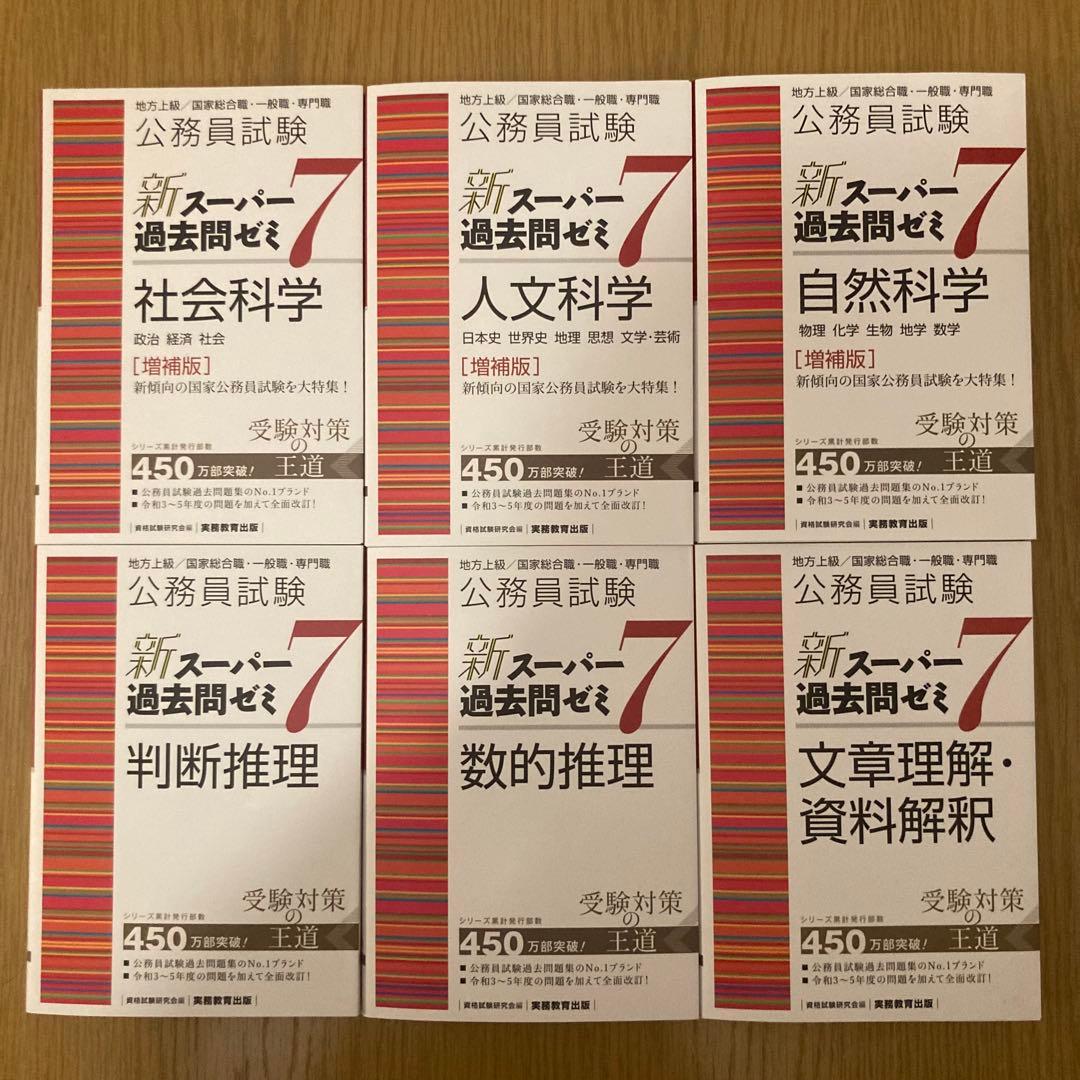 地方上級／国家総合職・一般職・専門職
公務員試験
新スーパー
過去問ゼミ7
社会科学
政治 経済 社会
［増補版］
新傾向の国家公務員試験を大特集！
受験対策
の
王道
シリーズ累計発行部数
450万部突破！
■ 公務員試験過去問題集のNo.1ブランド
■ 令和3〜5年度の問題を加えて全面改訂！
|資格試験研究会編|実務教育出版|
地方上級／国家総合職・一般職・専門職
公務員試験
新スーパー
過去問ゼミ7
人文科学
日本史 世界史 地理 思想 文学・芸術
［増補版］
新傾向の国家公務員試験を大特集！
受験対策
の
王道
シリーズ累計発行部数
450万部突破！
■ 公務員試験過去問題集のNo.1ブランド
■ 令和3〜5年度の問題を加えて全面改訂！
|資格試験研究会編|実務教育出版|
地方上級／国家総合職・一般職・専門職
公務員試験
新スーパー
過去問ゼミ7
自然科学
物理 化学 生物 地学 数学
［増補版］
新傾向の国家公務員試験を大特集！
受験対策
の
王道
シリーズ累計発行部数
450万部突破！
■ 公務員試験過去問題集のNo.1ブランド
■ 令和3〜5年度の問題を加えて全面改訂！
|資格試験研究会編|実務教育出版|
地方上級／国家総合職・一般職・専門職
公務員試験
新スーパー
過去問ゼミ7
判断推理
受験対策
の
王道
シリーズ累計発行部数
450万部突破！
■ 公務員試験過去問題集のNo.1ブランド
■ 令和3〜5年度の問題を加えて全面改訂！
|資格試験研究会編|実務教育出版|
地方上級／国家総合職・一般職・専門職
公務員試験
新スーパー
過去問ゼミ7
数的推理
受験対策
の
王道
シリーズ累計発行部数
450万部突破！
■ 公務員試験過去問題集のNo.1ブランド
■ 令和3〜5年度の問題を加えて全面改訂！
|資格試験研究会編|実務教育出版|
地方上級／国家総合職・一般職・専門職
公務員試験
新スーパー
過去問ゼミ7
文章理解・
資料解釈
受験対策
の
王道
シリーズ累計発行部数
450万部突破！
■ 公務員試験過去問題集のNo.1ブランド
■ 令和3〜5年度の問題を加えて全面改訂！
|資格試験研究会編|実務教育出版|